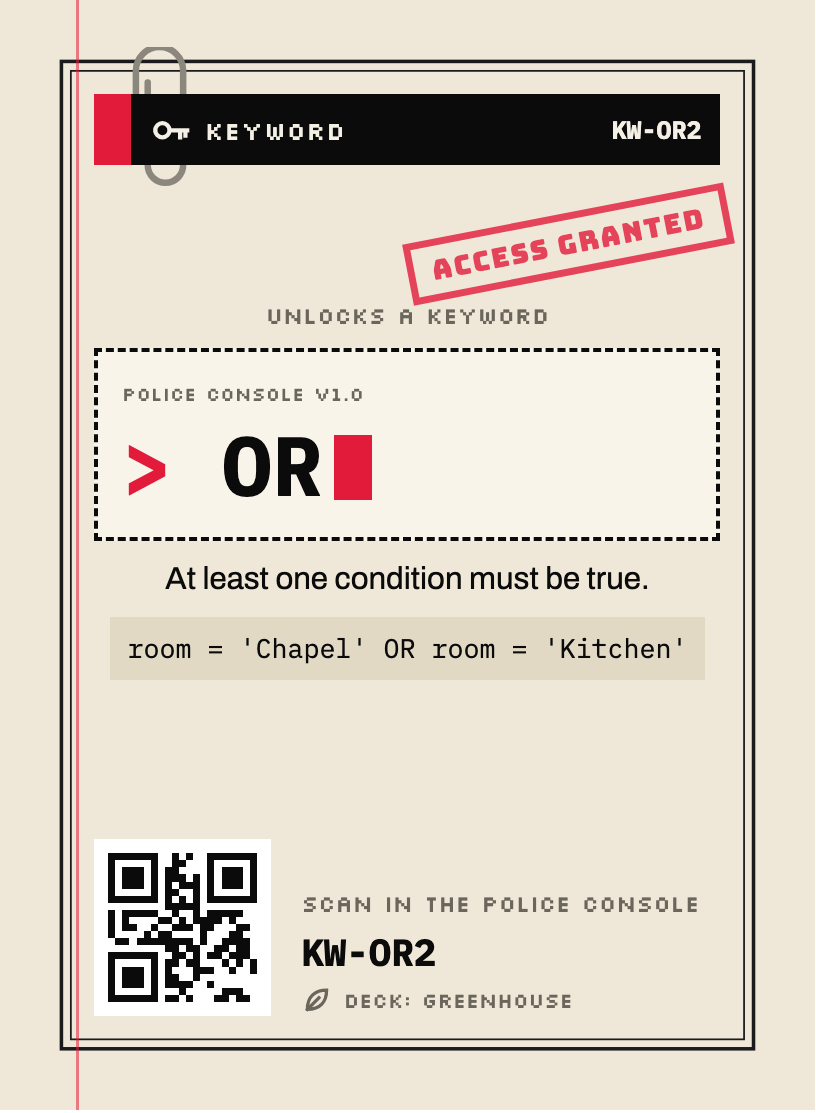 KEYWORD KW-OR2
ACCESS GRANTED
UNLOCKS A KEYWORD
POLICE CONSOLE V1.0
> OR
At least one condition must be true.
room = 'Chapel' OR room = 'Kitchen'
SCAN IN THE POLICE CONSOLE
KW-OR2
DECK: GREENHOUSE